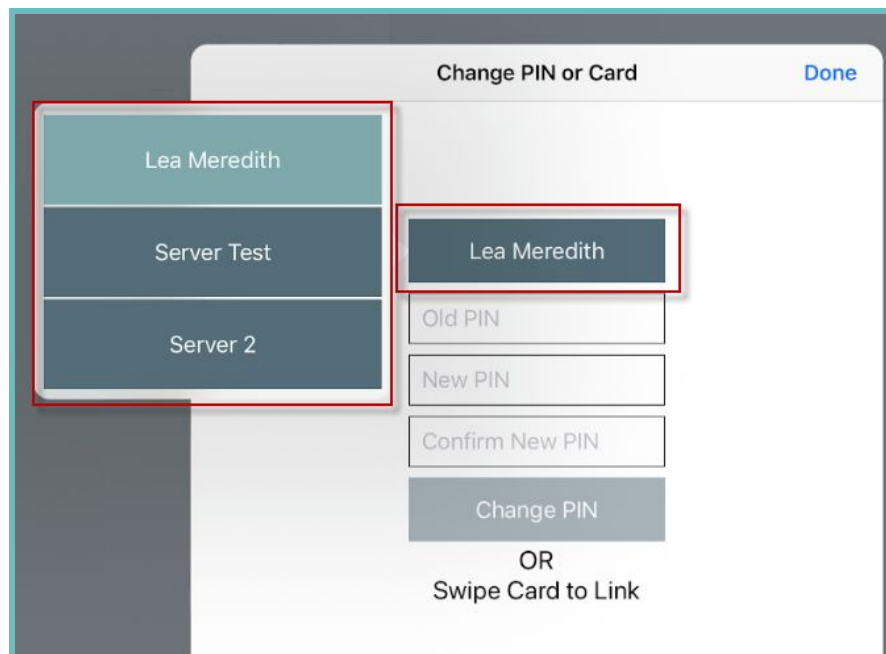 Change PIN or Card
Done
Lea Meredith
Server Test
Server 2
Lea Meredith
Old PIN
New PIN
Confirm New PIN
Change PIN
OR
Swipe Card to Link